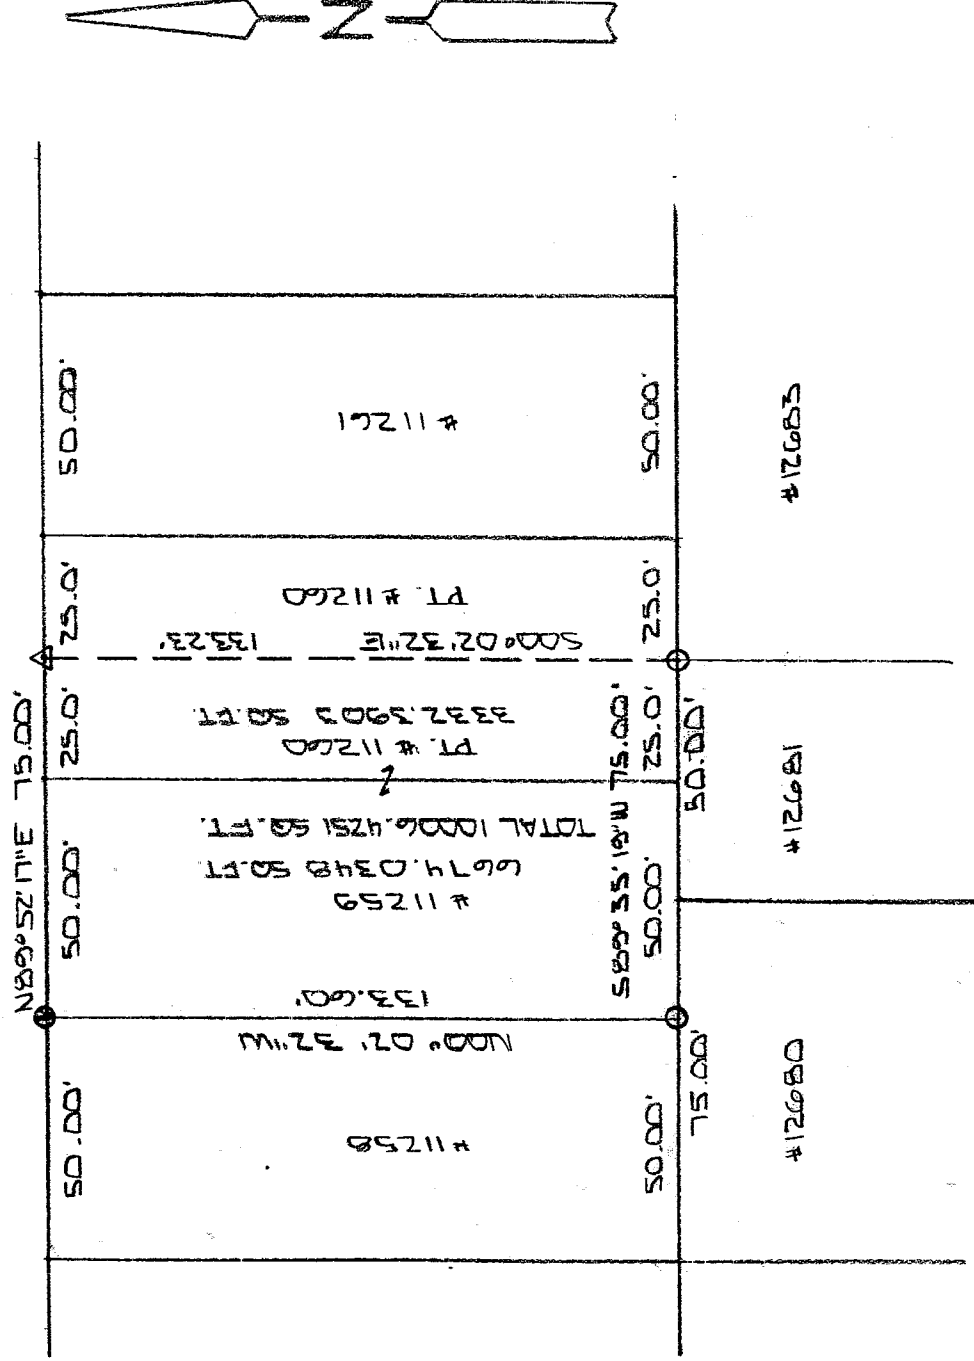 N
N89°52'17"E 75.00'
50.00'
50.00'
25.0'
25.0'
50.00'
#11258
N00° 02' 32"W
133.60'
#11259
6674.0348 SQ.FT.
TOTAL 10006.4251 SQ.FT.
Z
PT. #11260
3332.3903 SQ.FT.
S00°02'32"E 133.23'
PT. #11260
#11261
S89°35'18"W 75.00'
50.00'
50.00'
25.0'
25.0'
50.00'
75.00'
50.00'
#12680
#12681
#12683